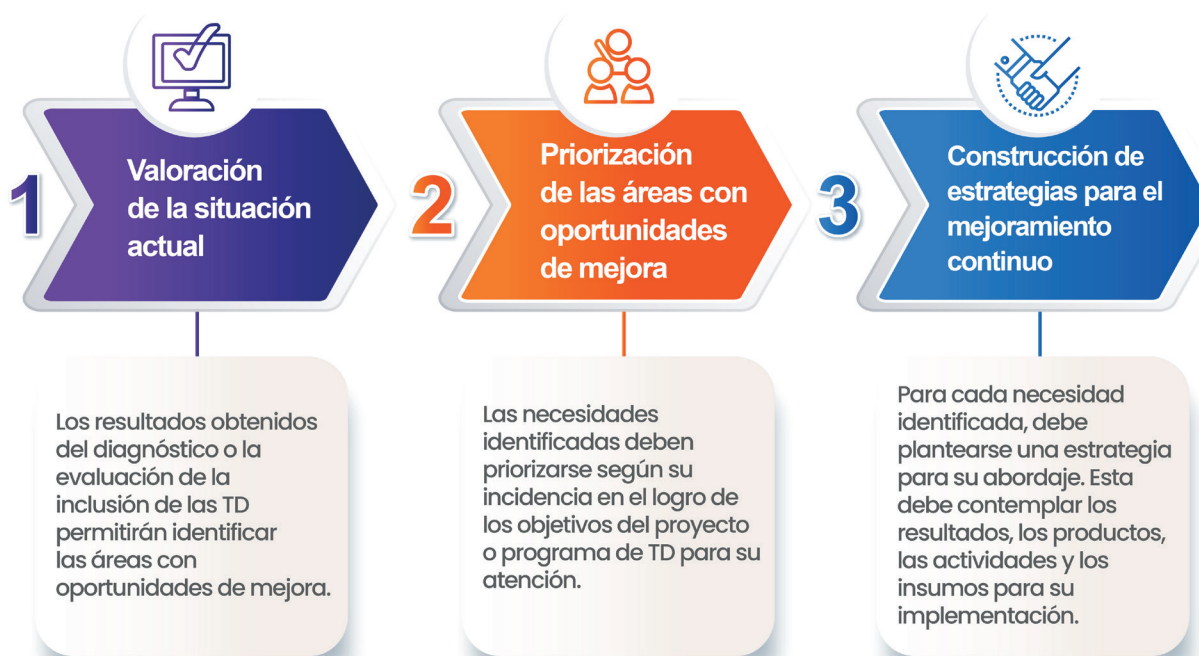 1
Valoración
de la situación
actual
Los resultados obtenidos
del diagnóstico o la
evaluación de la
inclusión de las TD
permitirán identificar
las áreas con
oportunidades de mejora.
2
Priorización
de las áreas con
oportunidades
de mejora
Las necesidades
identificadas deben
priorizarse según su
incidencia en el logro de
los objetivos del proyecto
o programa de TD para su
atención.
3
Construcción de
estrategias para el
mejoramiento
continuo
Para cada necesidad
identificada, debe
plantearse una estrategia
para su abordaje. Esta
debe contemplar los
resultados, los productos,
las actividades y los
insumos para su
implementación.